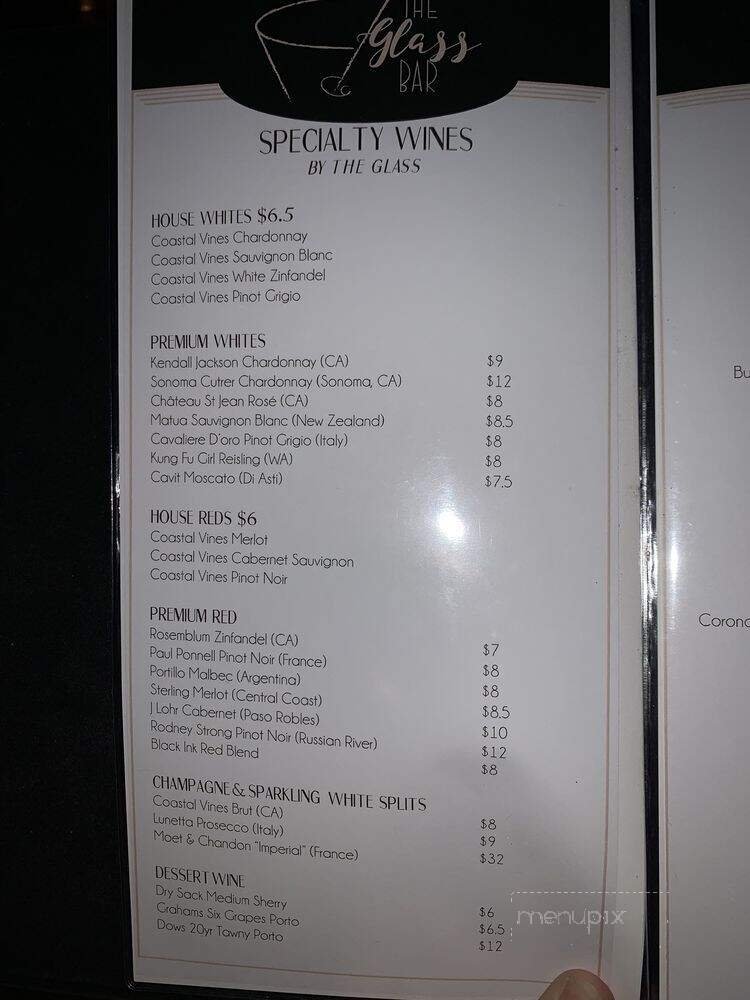 THE
Glass
BAR
SPECIALTY WINES
BY THE GLASS
HOUSE WHITES $6.5
Coastal Vines Chardonnay
Coastal Vines Sauvignon Blanc
Coastal Vines White Zinfandel
Coastal Vines Pinot Grigio
PREMIUM WHITES
Kendall Jackson Chardonnay (CA) $9
Sonoma Cutrer Chardonnay (Sonoma, CA) $12
Château St Jean Rosé (CA) $8
Matua Sauvignon Blanc (New Zealand) $8.5
Cavaliere D'oro Pinot Grigio (Italy) $8
Kung Fu Girl Reisling (WA) $8
Cavit Moscato (Di Asti) $7.5
HOUSE REDS $6
Coastal Vines Merlot
Coastal Vines Cabernet Sauvignon
Coastal Vines Pinot Noir
PREMIUM RED
Rosemblum Zinfandel (CA) $7
Paul Ponnell Pinot Noir (France) $8
Portillo Malbec (Argentina) $8
Sterling Merlot (Central Coast) $8.5
J Lohr Cabernet (Paso Robles) $10
Rodney Strong Pinot Noir (Russian River) $12
Black Ink Red Blend $8
CHAMPAGNE & SPARKLING WHITE SPLITS
Coastal Vines Brut (CA) $8
Lunetta Prosecco (Italy) $9
Moet & Chandon "Imperial" (France) $32
DESSERT WINE
Dry Sack Medium Sherry $6
Grahams Six Grapes Porto $6.5
Dows 20yr Tawny Porto $12
menupix
Bu
Corona